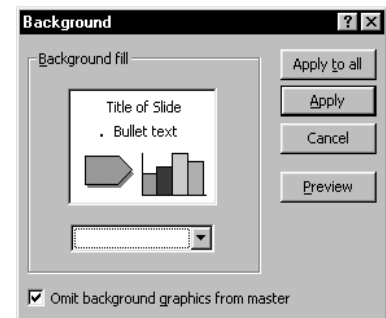 Background
Background fill
Title of Slide
. Bullet text
Apply to all
Apply
Cancel
Preview
Omit background graphics from master